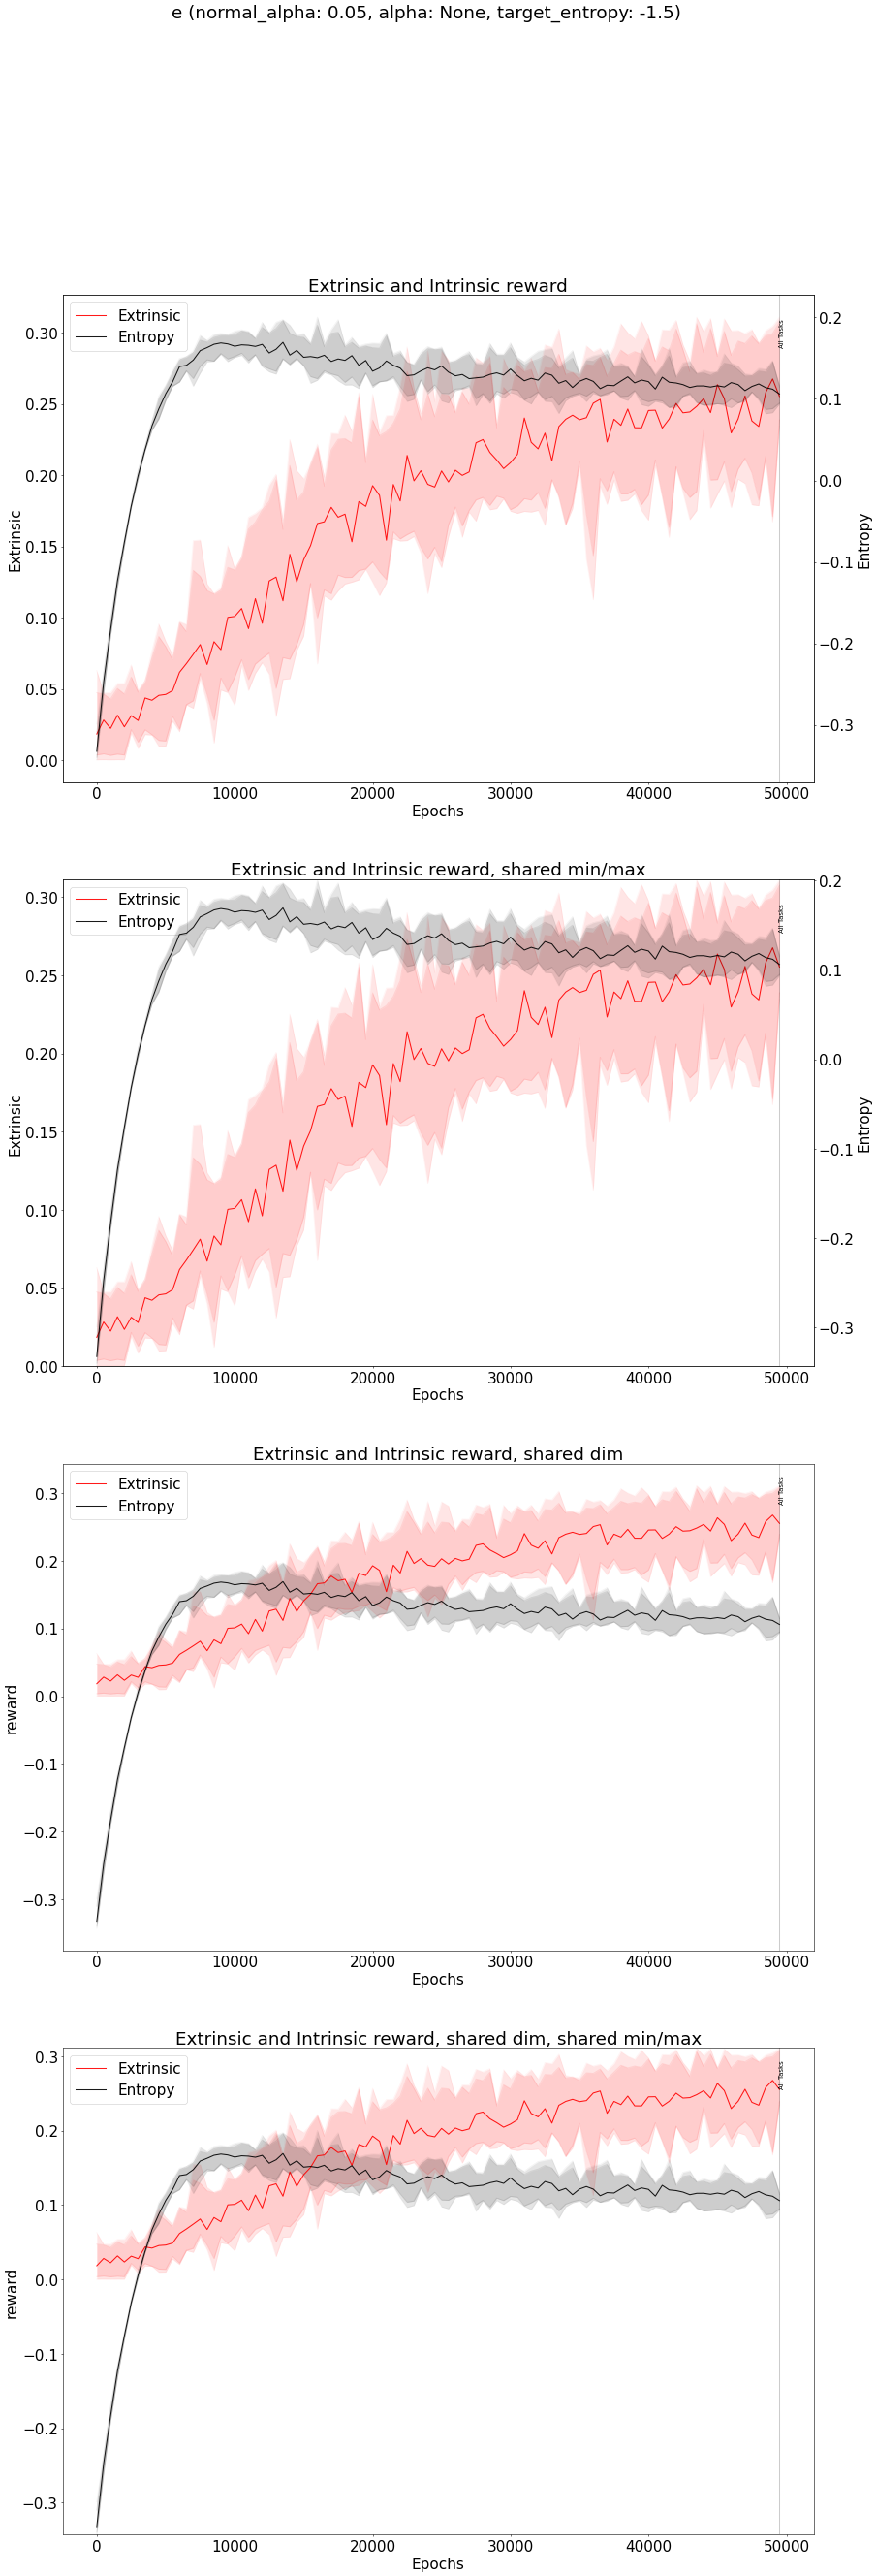 e (normal_alpha: 0.05, alpha: None, target_entropy: -1.5)
Extrinsic and Intrinsic reward
Extrinsic
Entropy
All Tasks
0.30
0.25
0.20
0.15
0.10
0.05
0.00
Extrinsic
0.2
0.1
0.0
−0.1
−0.2
−0.3
Entropy
0 10000 20000 30000 40000 50000
Epochs
Extrinsic and Intrinsic reward, shared min/max
Extrinsic
Entropy
All Tasks
0.30
0.25
0.20
0.15
0.10
0.05
0.00
Extrinsic
0.2
0.1
0.0
−0.1
−0.2
−0.3
Entropy
0 10000 20000 30000 40000 50000
Epochs
Extrinsic and Intrinsic reward, shared dim
Extrinsic
Entropy
All Tasks
0.3
0.2
0.1
0.0
−0.1
−0.2
−0.3
reward
0 10000 20000 30000 40000 50000
Epochs
Extrinsic and Intrinsic reward, shared dim, shared min/max
Extrinsic
Entropy
All Tasks
0.3
0.2
0.1
0.0
−0.1
−0.2
−0.3
reward
0 10000 20000 30000 40000 50000
Epochs